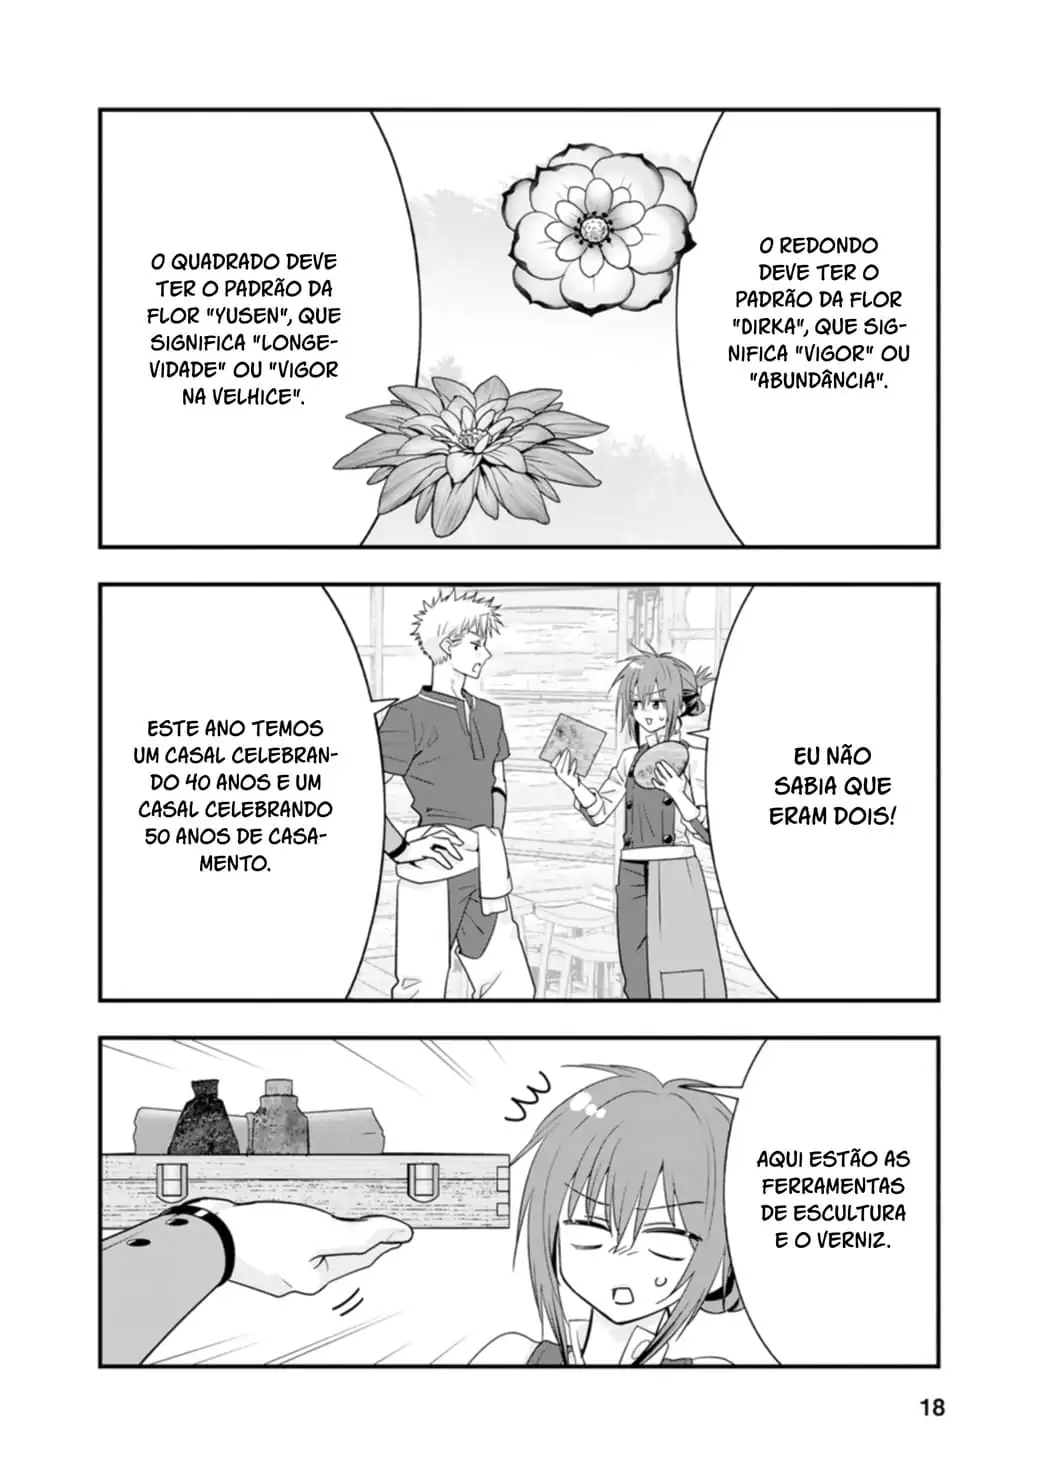 O REDONDO
DEVE TER O
PADRÃO DA FLOR
"DIRKA", QUE SIG-
NIFICA "VIGOR" OU
"ABUNDÂNCIA".
O QUADRADO DEVE
TER O PADRÃO DA
FLOR "YUSEN", QUE
SIGNIFICA "LONGE-
VIDADE" OU "VIGOR
NA VELHICE".
EU NÃO
SABIA QUE
ERAM DOIS!
ESTE ANO TEMOS
UM CASAL CELEBRAN-
DO 40 ANOS E UM
CASAL CELEBRANDO
50 ANOS DE CASA-
MENTO.
AQUI ESTÃO AS
FERRAMENTAS
DE ESCULTURA
E O VERNIZ.
18